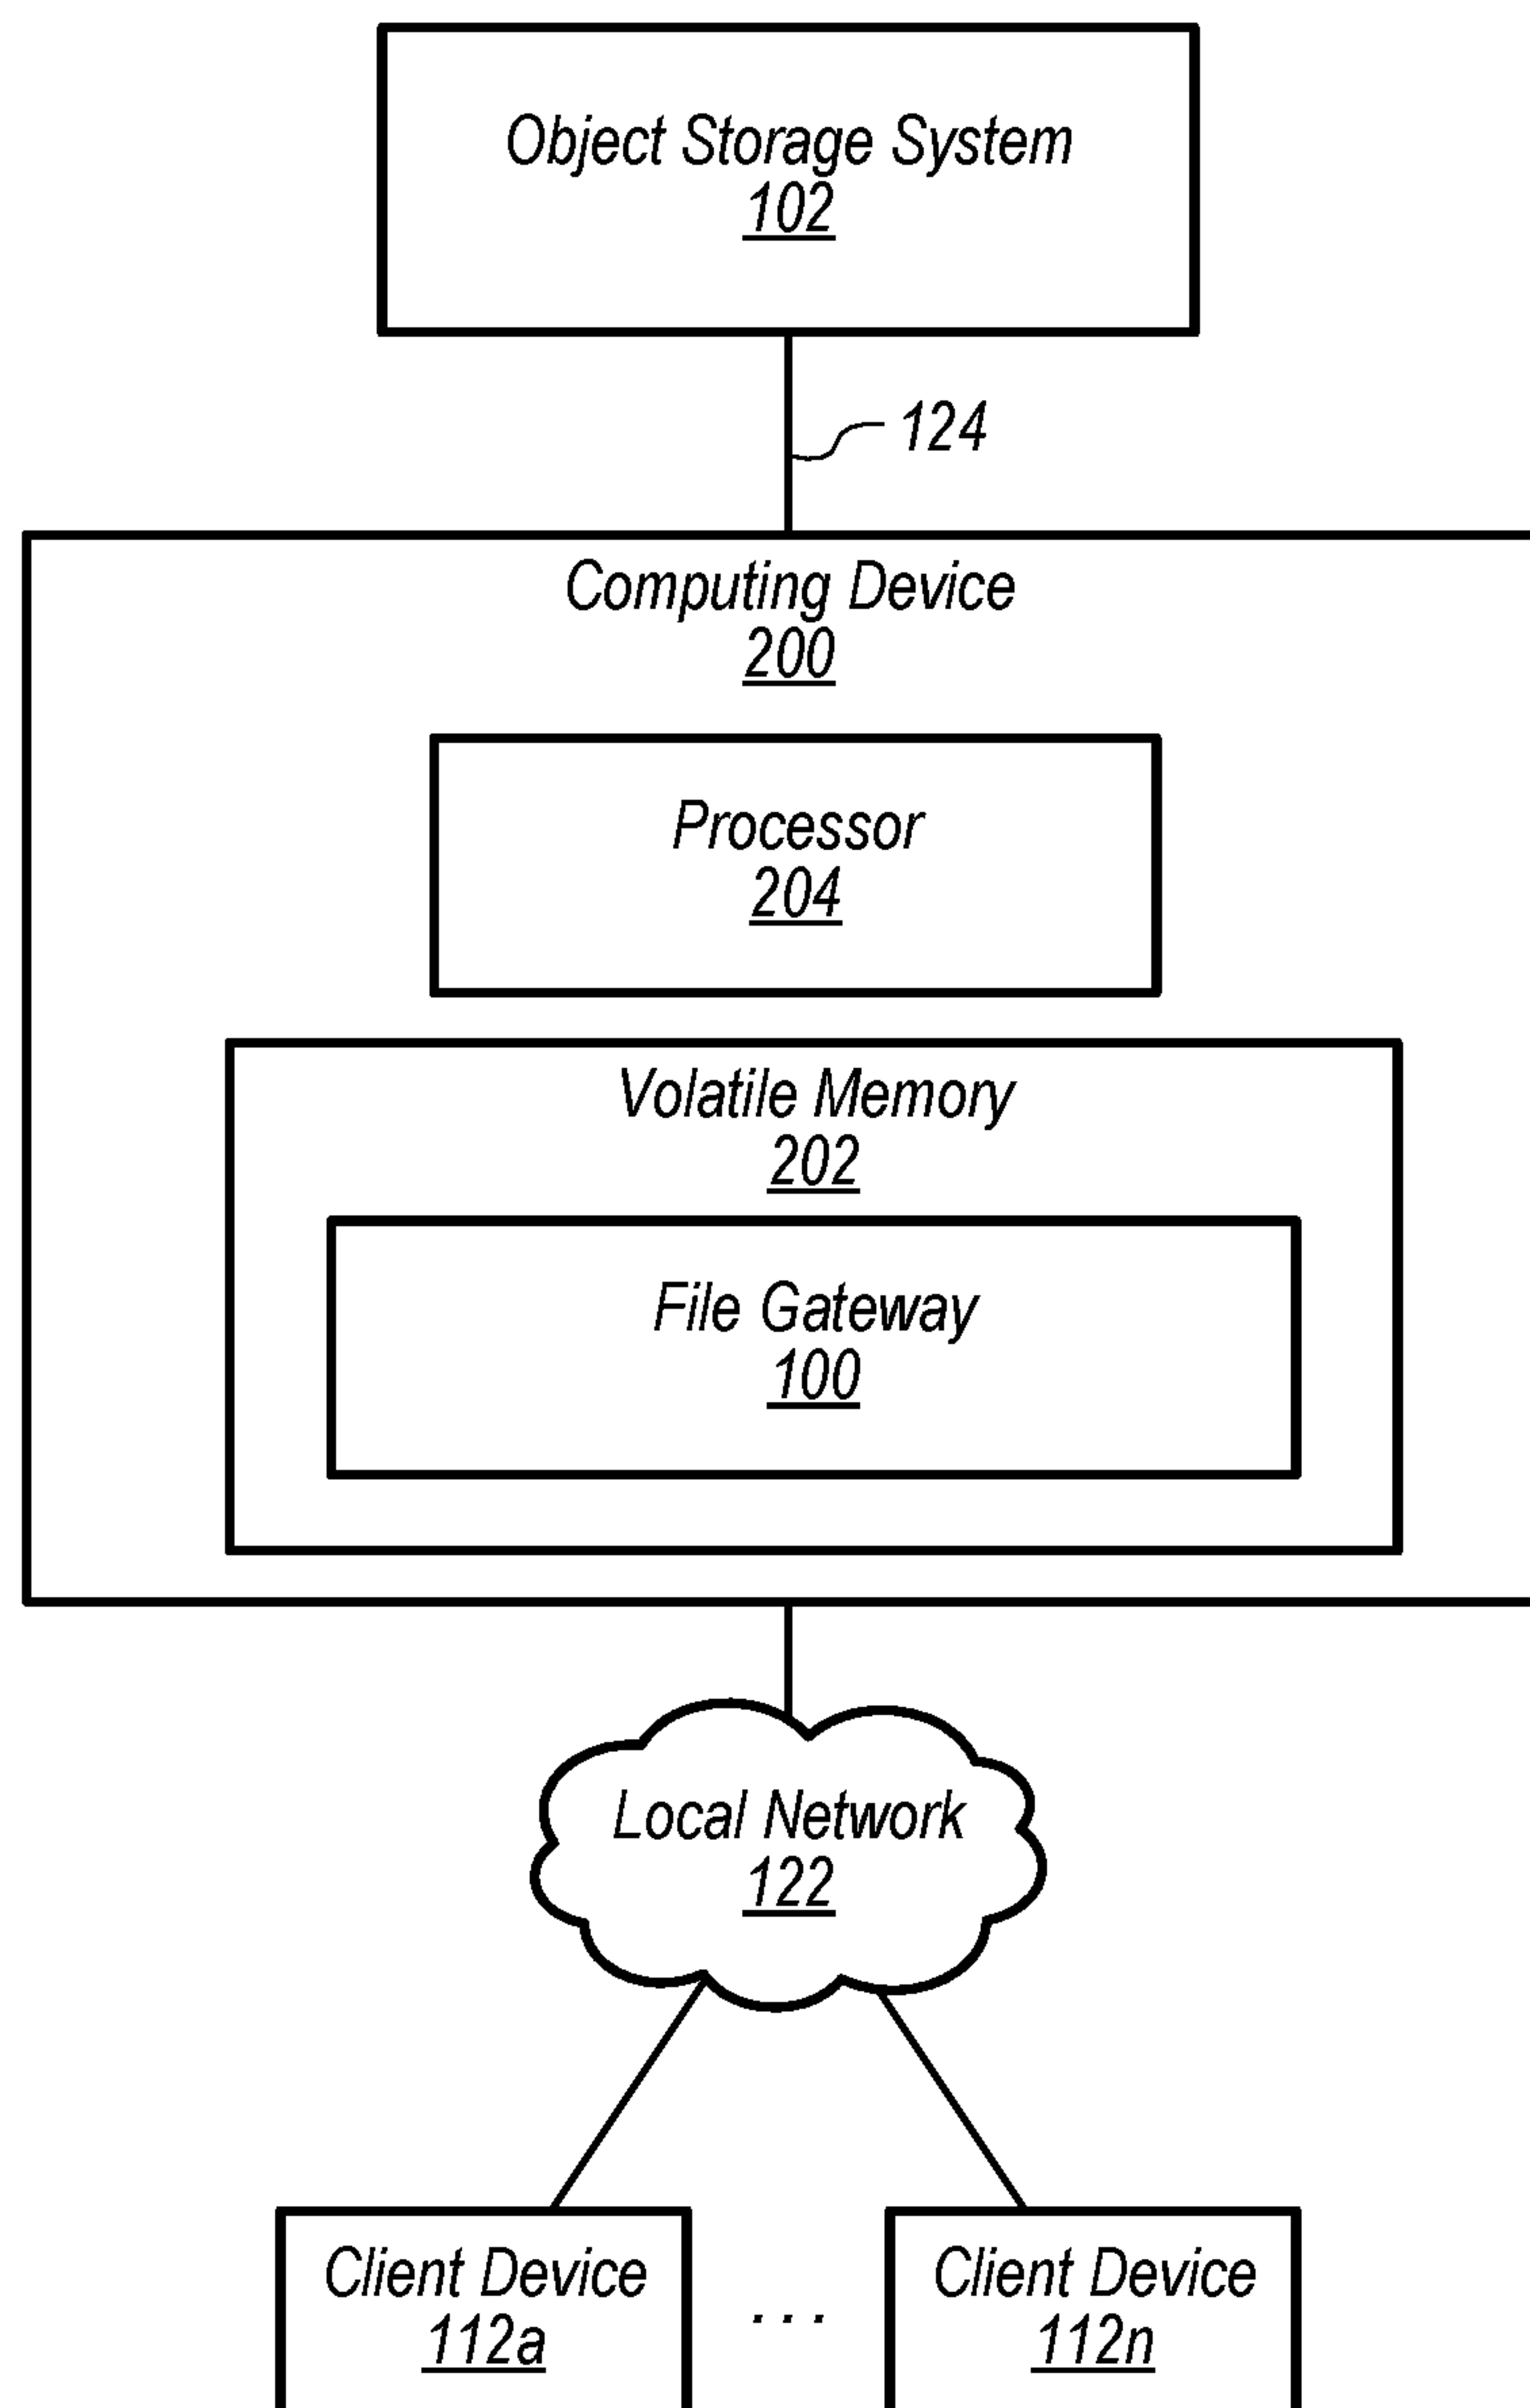 Object Storage System
102
124
Computing Device
200
Processor
204
Volatile Memory
202
File Gateway
100
Local Network
122
Client Device
112a
...
Client Device
112n